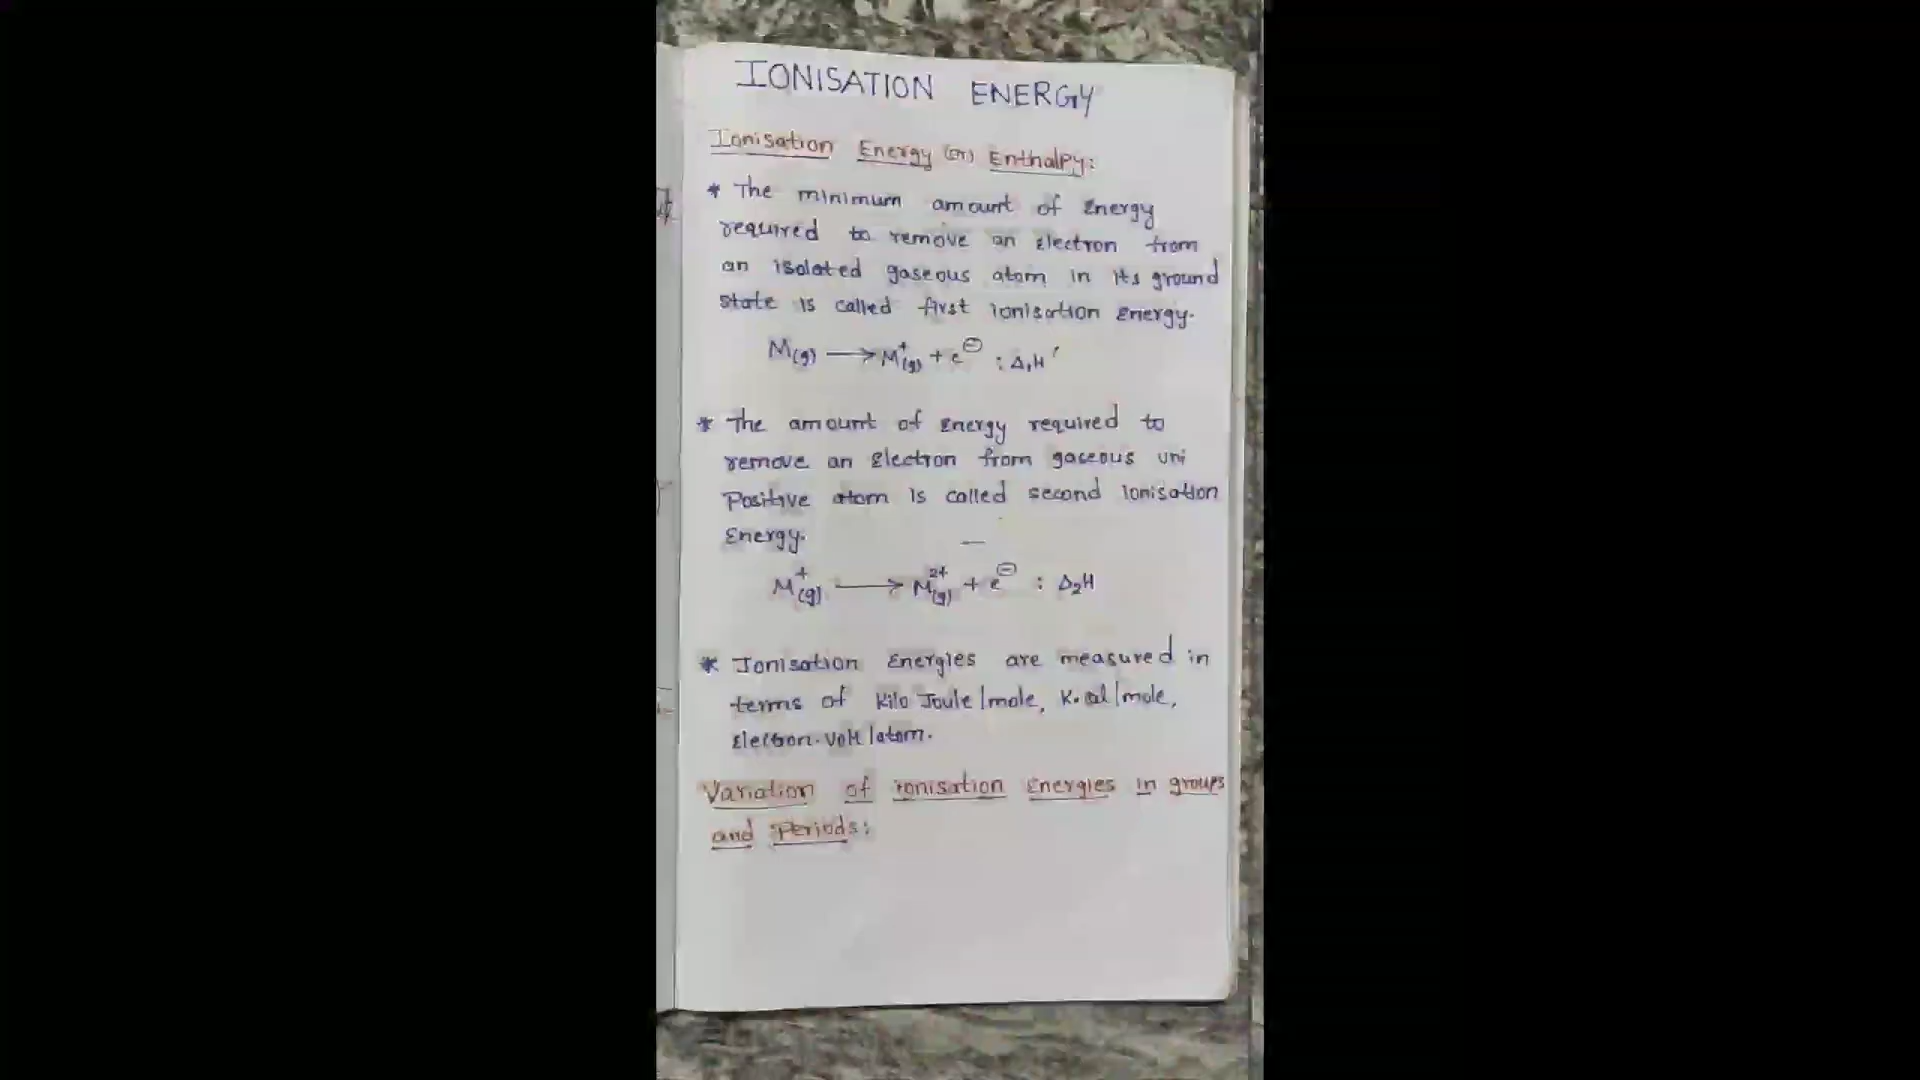 IONISATION ENERGY
Ionisation Energy (or) Enthalpy:
* The minimum amount of Energy
required to remove an Electron from
an isolated gaseous atom in its ground
state is called first ionisation Energy.
M(g) ⟶ M⁺(g) + e⊖ : Δ₁H
* The amount of Energy required to
remove an Electron from gaseous uni
Positive atom is called second ionisation
Energy.
M⁺(g) ⟶ M²⁺(g) + e⊖ : Δ₂H
* Ionisation Energies are measured in
terms of Kilo Joule/mole, K.cal/mole,
Electron.Volt/atom.
Variation of ionisation Energies in groups
and Periods: